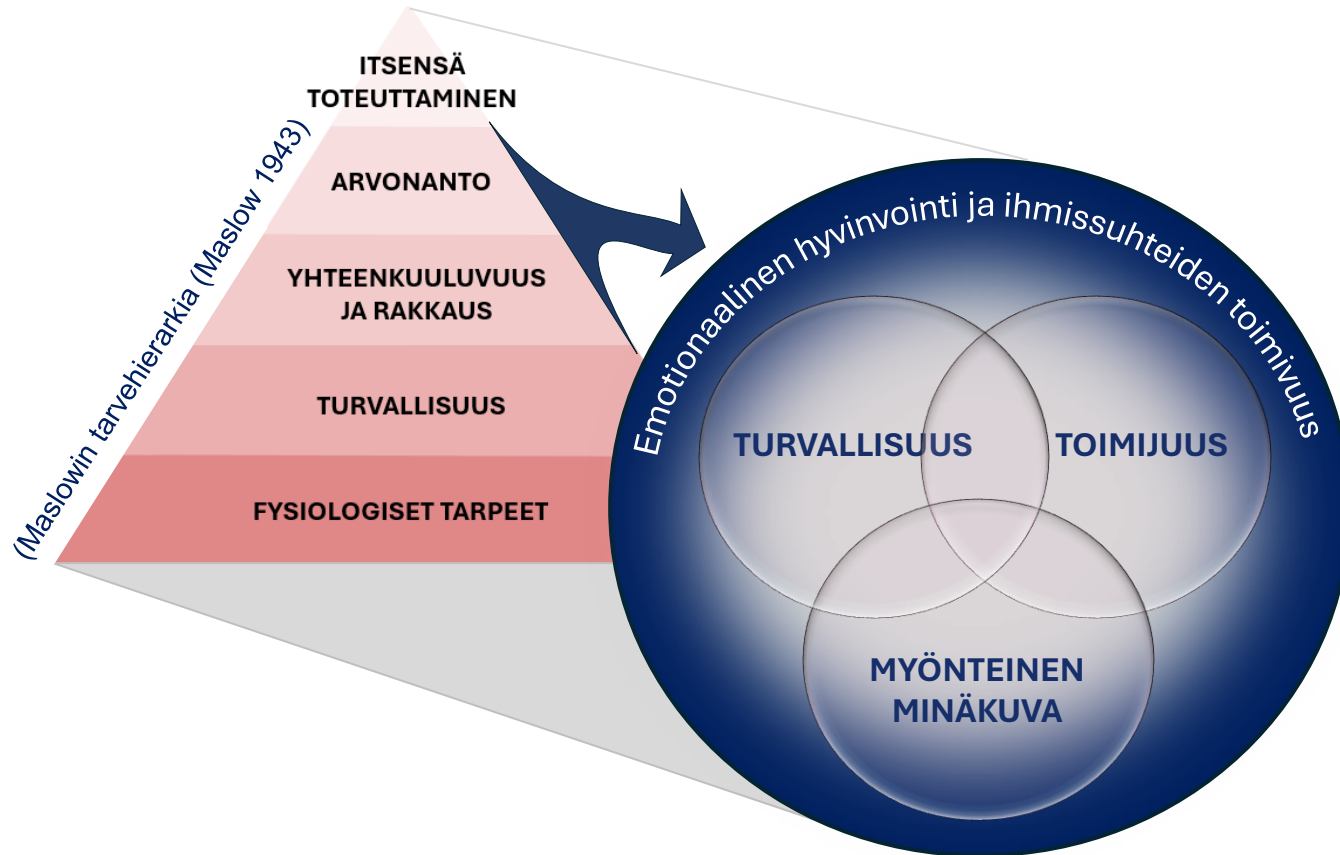 ITSENSÄ
TOTEUTTAMINEN
ARVONANTO
YHTEENKUULUVUUS
JA RAKKAUS
TURVALLISUUS
FYSIOLOGISET TARPEET
(Maslowin tarvehierarkia (Maslow 1943)
Emotionaalinen hyvinvointi ja ihmissuhteiden toimivuus
TURVALLISUUS
TOIMIJUUS
MYÖNTEINEN
MINÄKUVA